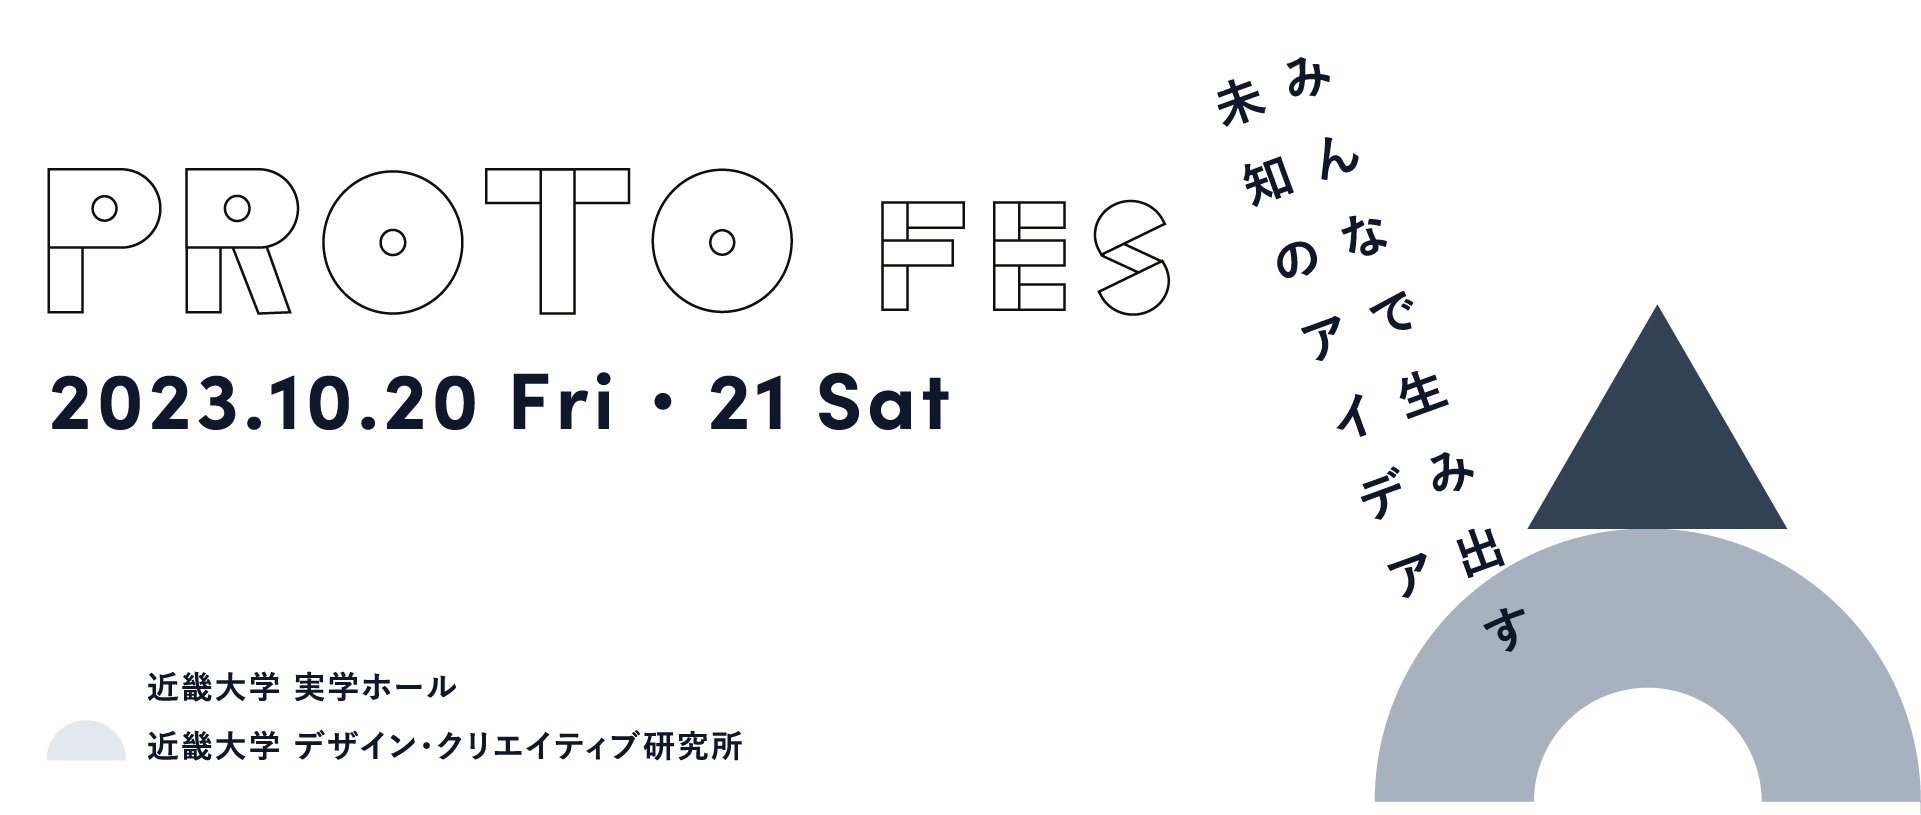 PROTO FES
2023.10.20 Fri・21 Sat
みんなで生み出す
未知のアイデア
近畿大学 実学ホール
近畿大学 デザイン・クリエイティブ研究所